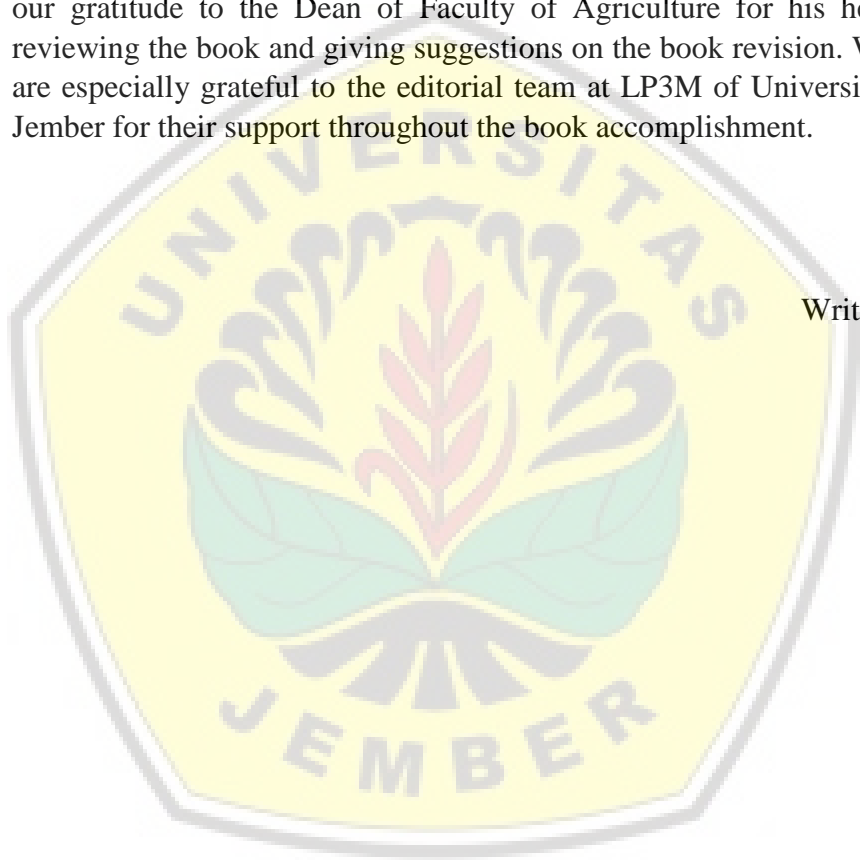 our gratitude to the Dean of Faculty of Agriculture for his he
reviewing the book and giving suggestions on the book revision. W
are especially grateful to the editorial team at LP3M of Universi
Jember for their support throughout the book accomplishment.
UNIVERSITAS
Writ
JEMBER